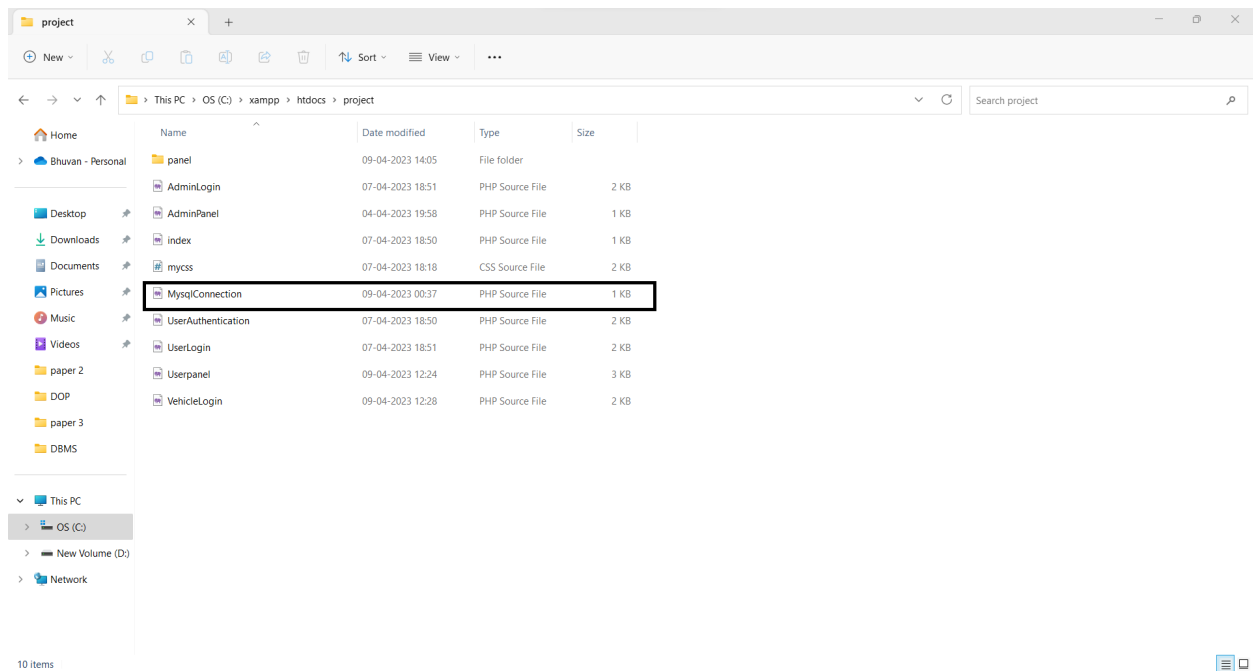 project
New Sort View
This PC > OS (C:) > xampp > htdocs > project
Search project
Home
Bhuvan - Personal
Desktop
Downloads
Documents
Pictures
Music
Videos
paper 2
DOP
paper 3
DBMS
This PC
OS (C:)
New Volume (D:)
Network
Name Date modified Type Size
panel 09-04-2023 14:05 File folder
AdminLogin 07-04-2023 18:51 PHP Source File 2 KB
AdminPanel 04-04-2023 19:58 PHP Source File 1 KB
index 07-04-2023 18:50 PHP Source File 1 KB
mycss 07-04-2023 18:18 CSS Source File 2 KB
MysqlConnection 09-04-2023 00:37 PHP Source File 1 KB
UserAuthentication 07-04-2023 18:50 PHP Source File 2 KB
UserLogin 07-04-2023 18:51 PHP Source File 2 KB
Userpanel 09-04-2023 12:24 PHP Source File 3 KB
VehicleLogin 09-04-2023 12:28 PHP Source File 2 KB
10 items